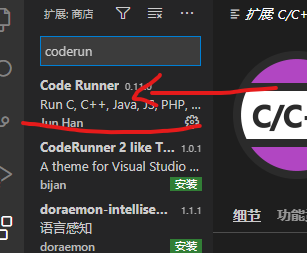 扩展: 商店
扩展 C/C
coderun
Code Runner 0.11.0
Run C, C++, Java, JS, PHP, ...
Jun Han
CodeRunner 2 like T... 1.0.1
A theme for Visual Studio ...
bijan 安装
doraemon-intellise... 1.1.1
语言感知
doraemon 安装
C/C+
细节 功能